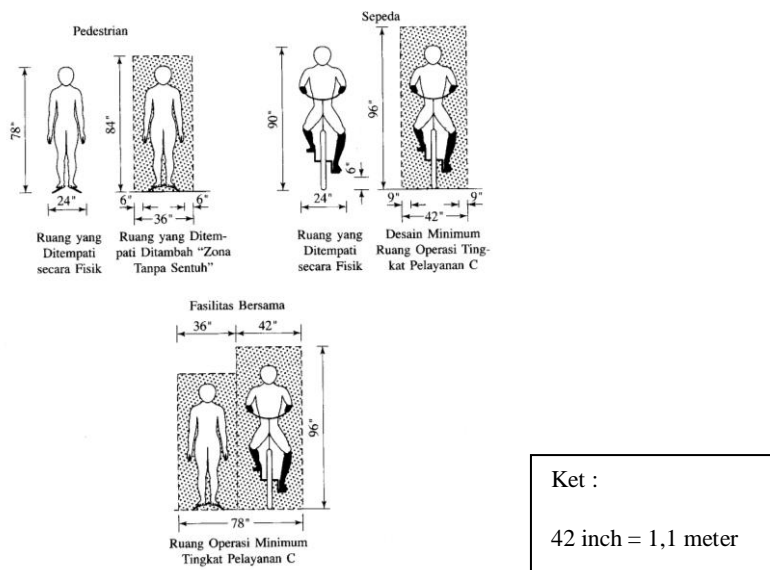 Pedestrian
78"
24"
Ruang yang
Ditempati
secara Fisik
84"
6"
6"
36"
Ruang yang Ditem-
pati Ditambah “Zona
Tanpa Sentuh”
Sepeda
90"
6"
24"
Ruang yang
Ditempati
secara Fisik
96"
9"
9"
42"
Desain Minimum
Ruang Operasi Ting-
kat Pelayanan C
Fasilitas Bersama
36"
42"
96"
78"
Ruang Operasi Minimum
Tingkat Pelayanan C
Ket :
42 inch = 1,1 meter